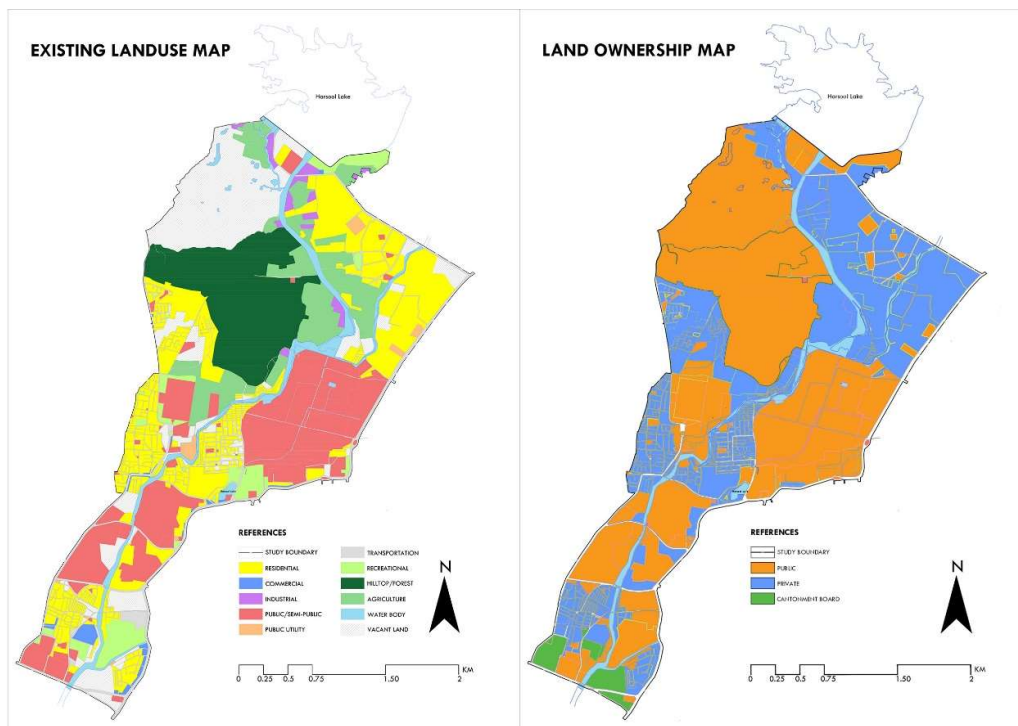 EXISTING LANDUSE MAP
Harsool Lake
REFERENCES
STUDY BOUNDARY
RESIDENTIAL
COMMERCIAL
INDUSTRIAL
PUBLIC/SEMI-PUBLIC
PUBLIC UTILITY
TRANSPORTATION
RECREATIONAL
HILLTOP/FOREST
AGRICULTURE
WATER BODY
VACANT LAND
N
KM
0 0.25 0.5 0.75 1.50 2
LAND OWNERSHIP MAP
Harsool Lake
REFERENCES
STUDY BOUNDARY
PUBLIC
PRIVATE
CANTONMENT BOARD
N
KM
0 0.25 0.5 0.75 1.50 2